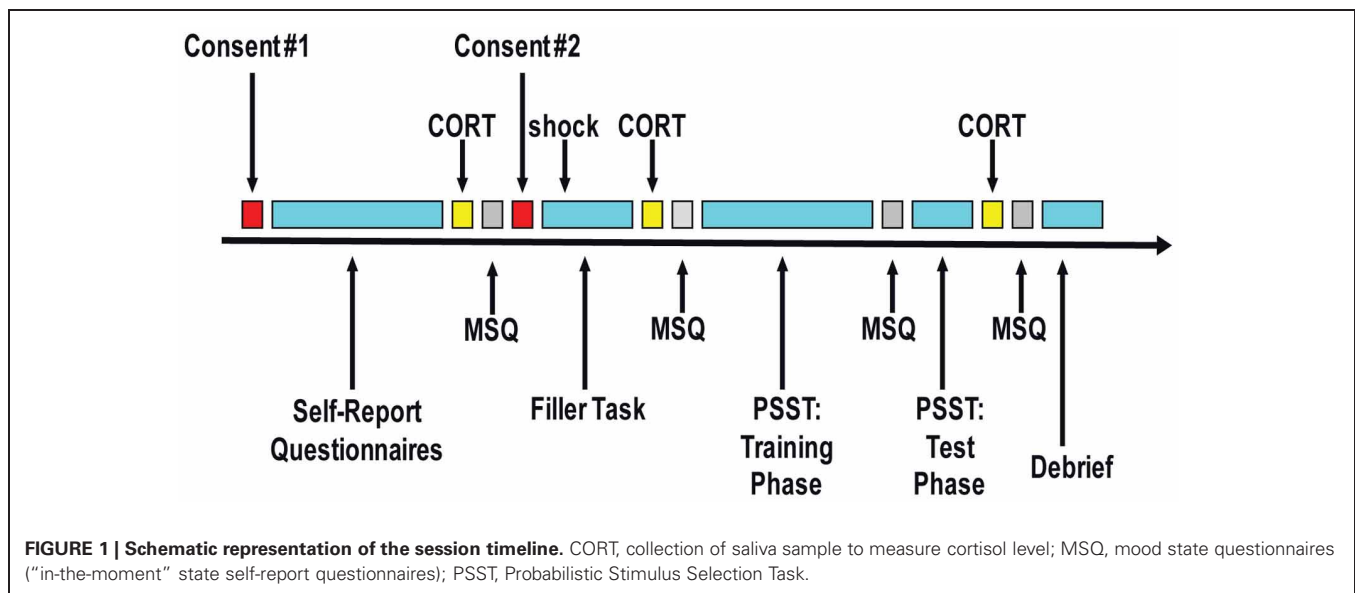 Consent #1
Consent #2
CORT
shock
CORT
CORT
MSQ
MSQ
MSQ
MSQ
Self-Report
Questionnaires
Filler Task
PSST:
Training
Phase
PSST:
Test
Phase
Debrief
FIGURE 1 | Schematic representation of the session timeline. CORT, collection of saliva sample to measure cortisol level; MSQ, mood state questionnaires
("in-the-moment" state self-report questionnaires); PSST, Probabilistic Stimulus Selection Task.